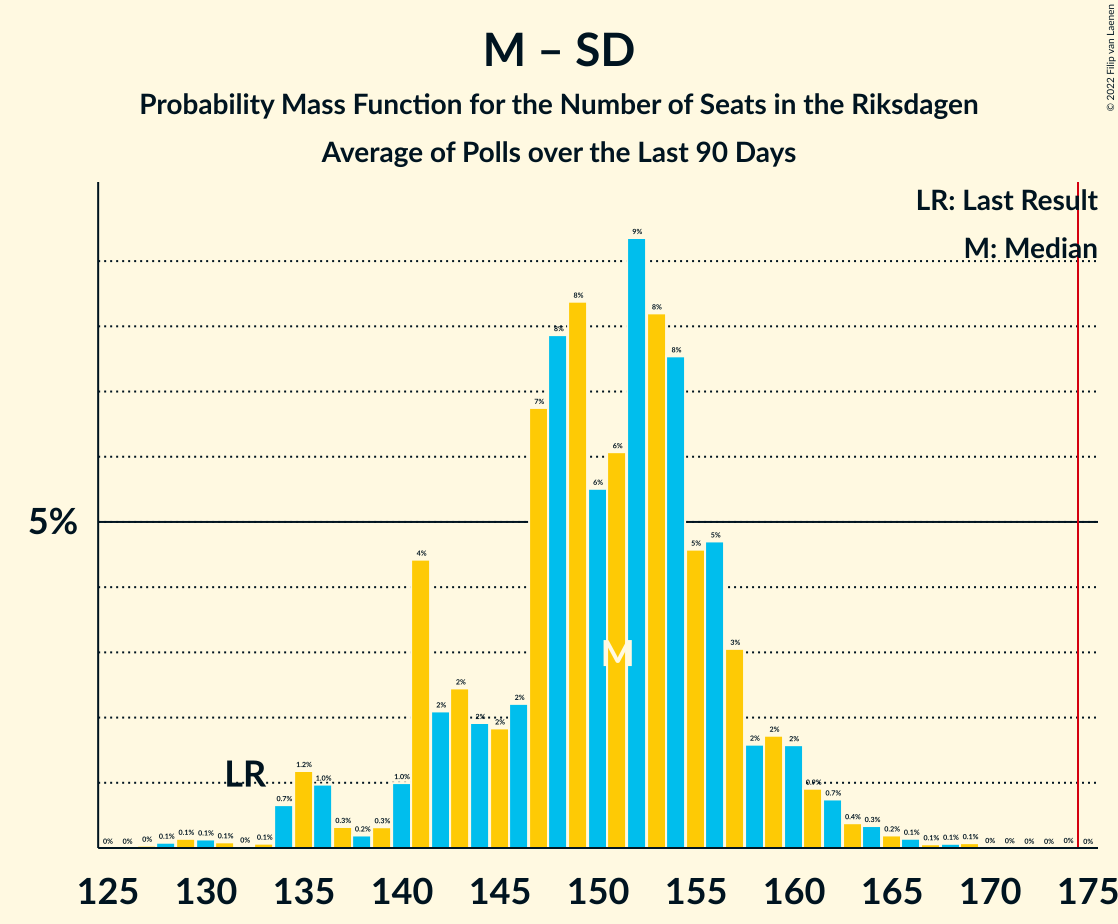 M – SD
Probability Mass Function for the Number of Seats in the Riksdagen
Average of Polls over the Last 90 Days
© 2022 Filip van Laenen
LR: Last Result
M: Median
5%
0% 0% 0% 0.1% 0.1% 0.1% 0.1% 0% 0.1% 0.7% 1.2% 1.0% 0.3% 0.2% 0.3% 1.0% 4% 2% 2% 2% 2% 2% 7% 8% 8% 6% 6% 9% 8% 8% 5% 5% 3% 2% 2% 2% 0.9% 0.7% 0.4% 0.3% 0.2% 0.1% 0.1% 0.1% 0.1% 0% 0% 0% 0% 0% 0%
LR
M
125 130 135 140 145 150 155 160 165 170 175